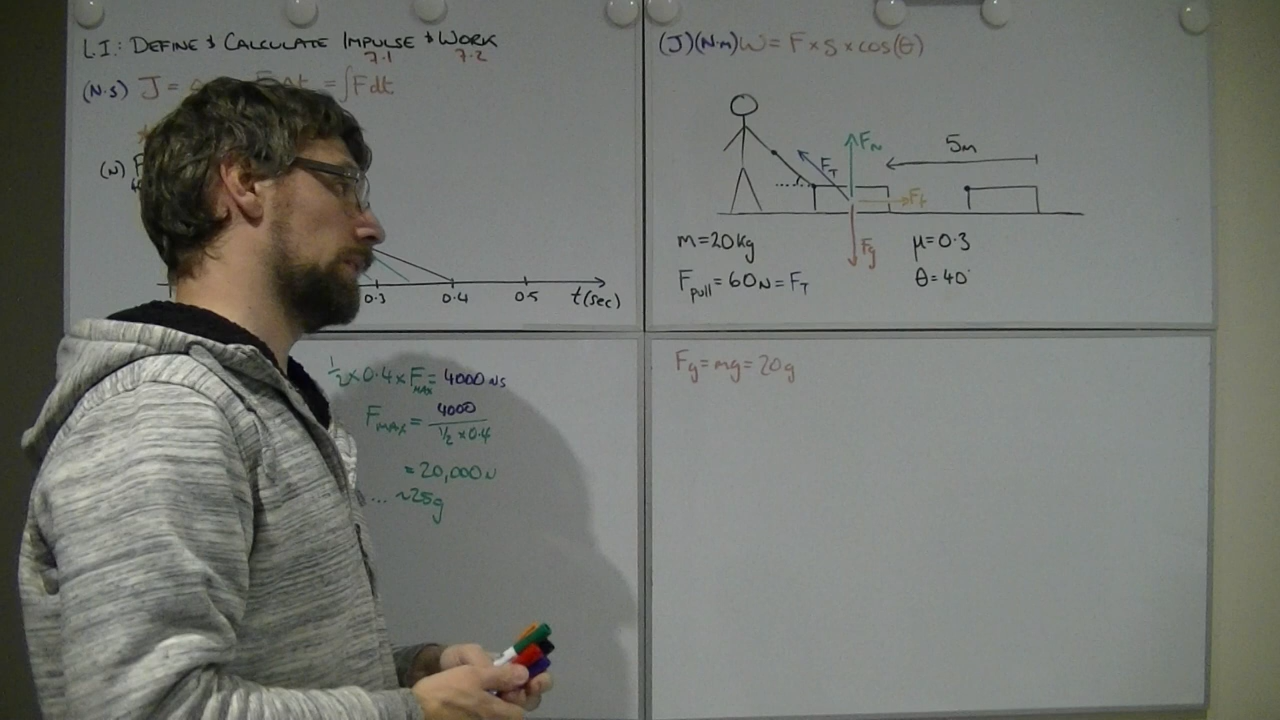 L.I.: DEFINE & CALCULATE IMPULSE & WORK
7.1 7.2
(N·s) J = = ∫Fdt
(N) F
0.3 0.4 0.5 t(sec)
½×0.4×F_MAX = 4000 Ns
F_MAX = 4000
½×0.4
= 20,000 N
... ~25g
(J)(N·m) W = F×s×cos(θ)
F_N
5m
F_T
F_f
F_g
m=20kg
μ=0.3
F_pull = 60N = F_T
θ=40°
F_g = mg = 20g